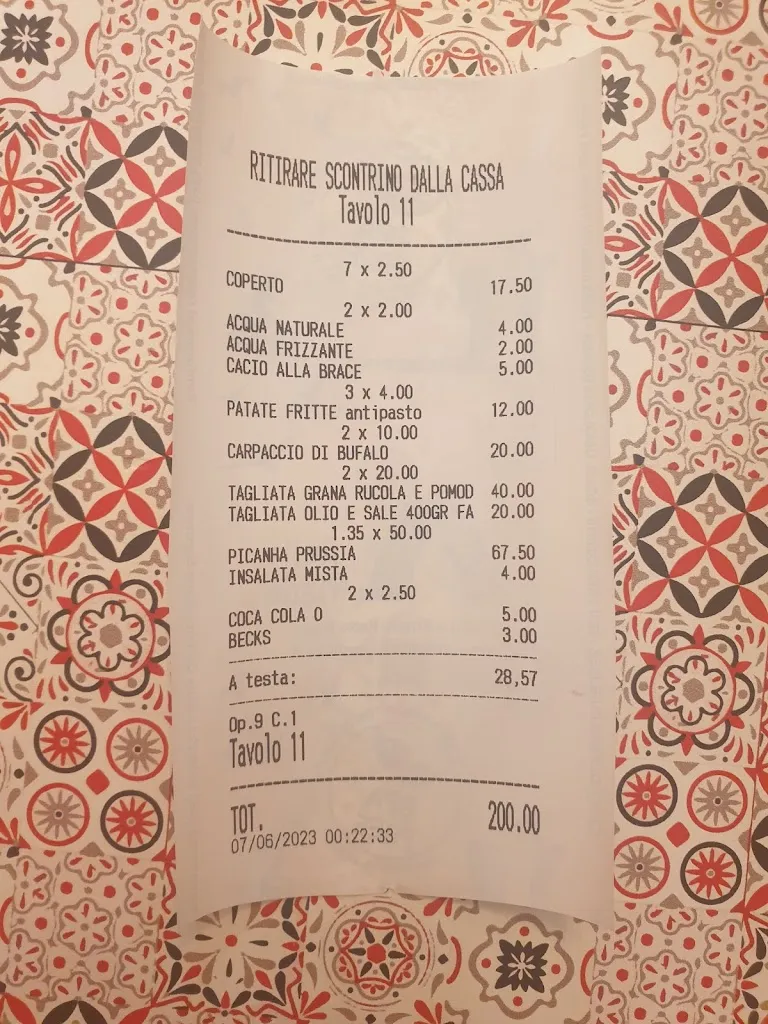 RITIRARE SCONTRINO DALLA CASSA
Tavolo 11
7 x 2.50
COPERTO 17.50
2 x 2.00
ACQUA NATURALE 4.00
ACQUA FRIZZANTE 2.00
CACIO ALLA BRACE 5.00
3 x 4.00
PATATE FRITTE antipasto 12.00
2 x 10.00
CARPACCIO DI BUFALO 20.00
2 x 20.00
TAGLIATA GRANA RUCOLA E POMOD 40.00
TAGLIATA OLIO E SALE 400GR FA 20.00
1.35 x 50.00
PICANHA PRUSSIA 67.50
INSALATA MISTA 4.00
2 x 2.50
COCA COLA 0 5.00
BECKS 3.00
A testa: 28,57
Op.9 C.1
Tavolo 11
TOT. 200.00
07/06/2023 00:22:33